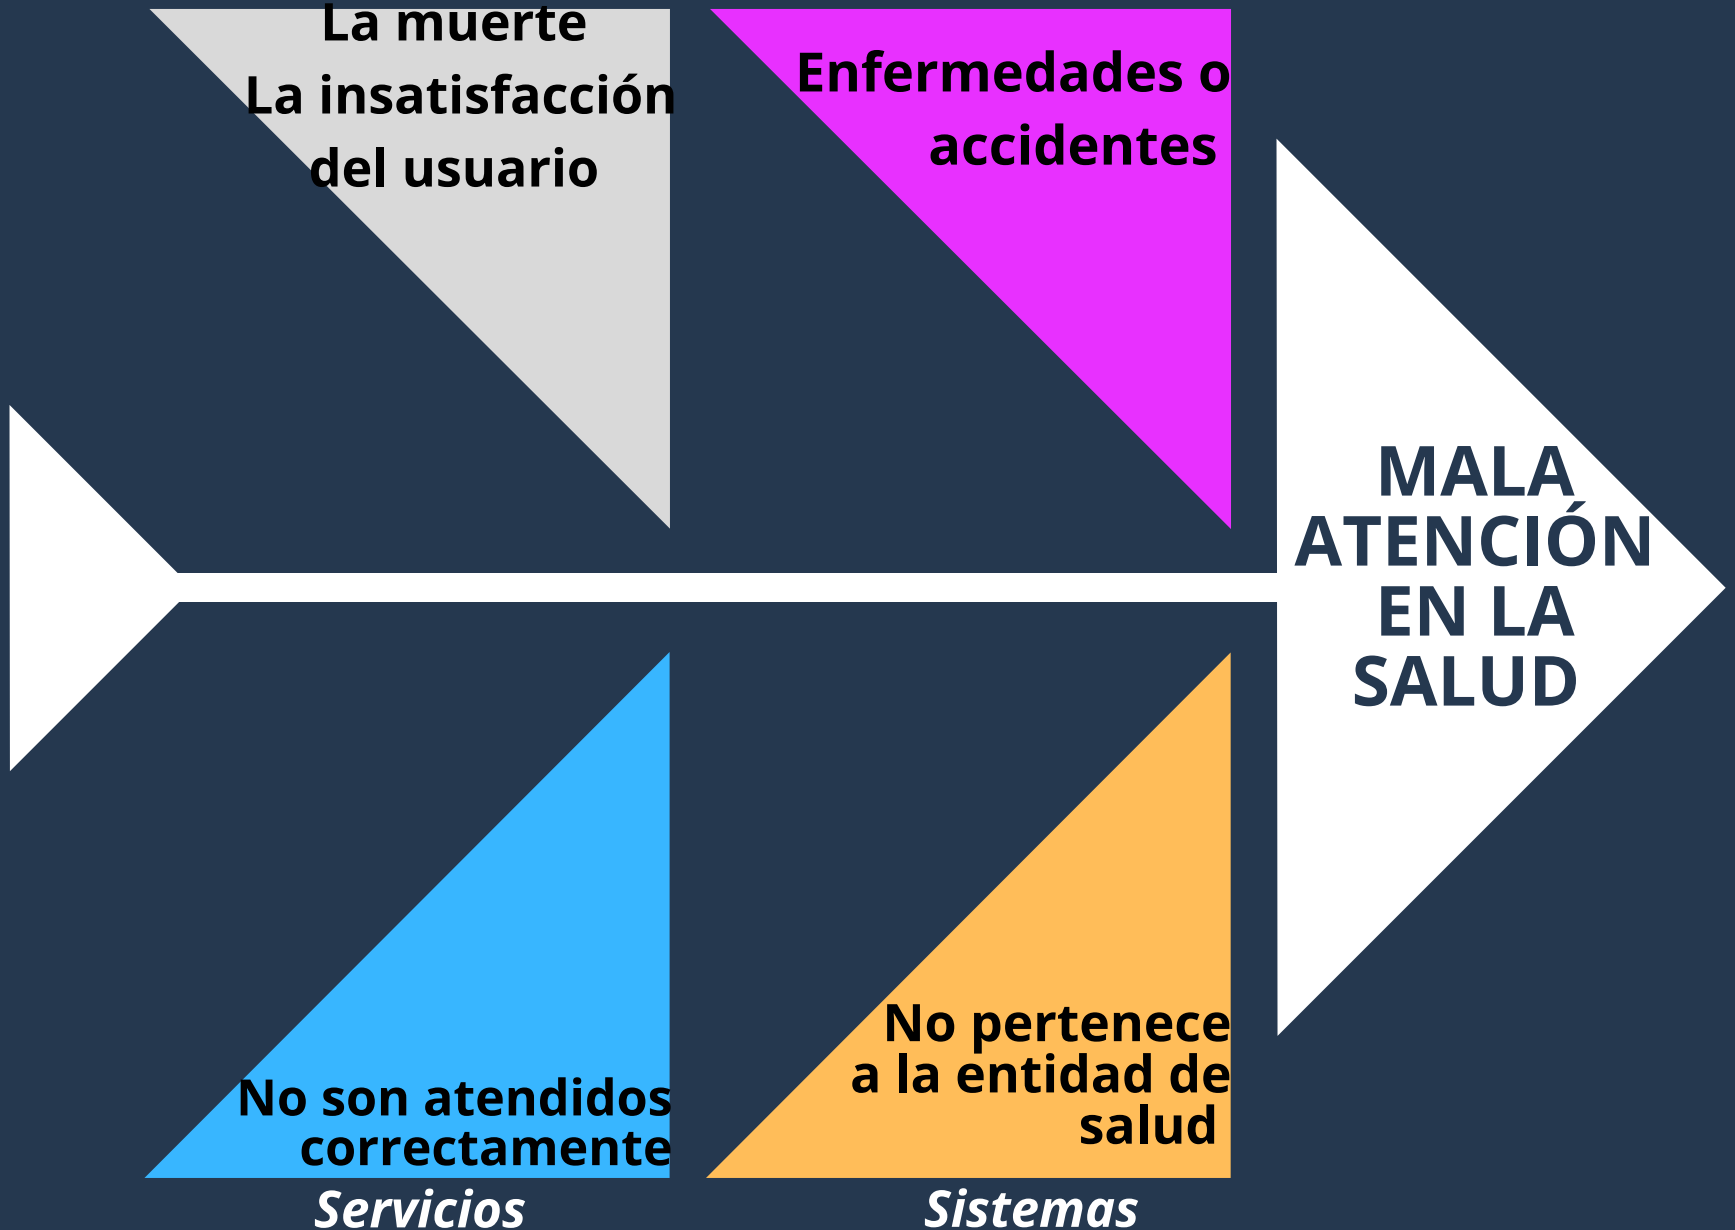 La muerte
La insatisfacción
del usuario
Enfermedades o
accidentes
MALA
ATENCIÓN
EN LA
SALUD
No son atendidos
correctamente
Servicios
No pertenece
a la entidad de
salud
Sistemas